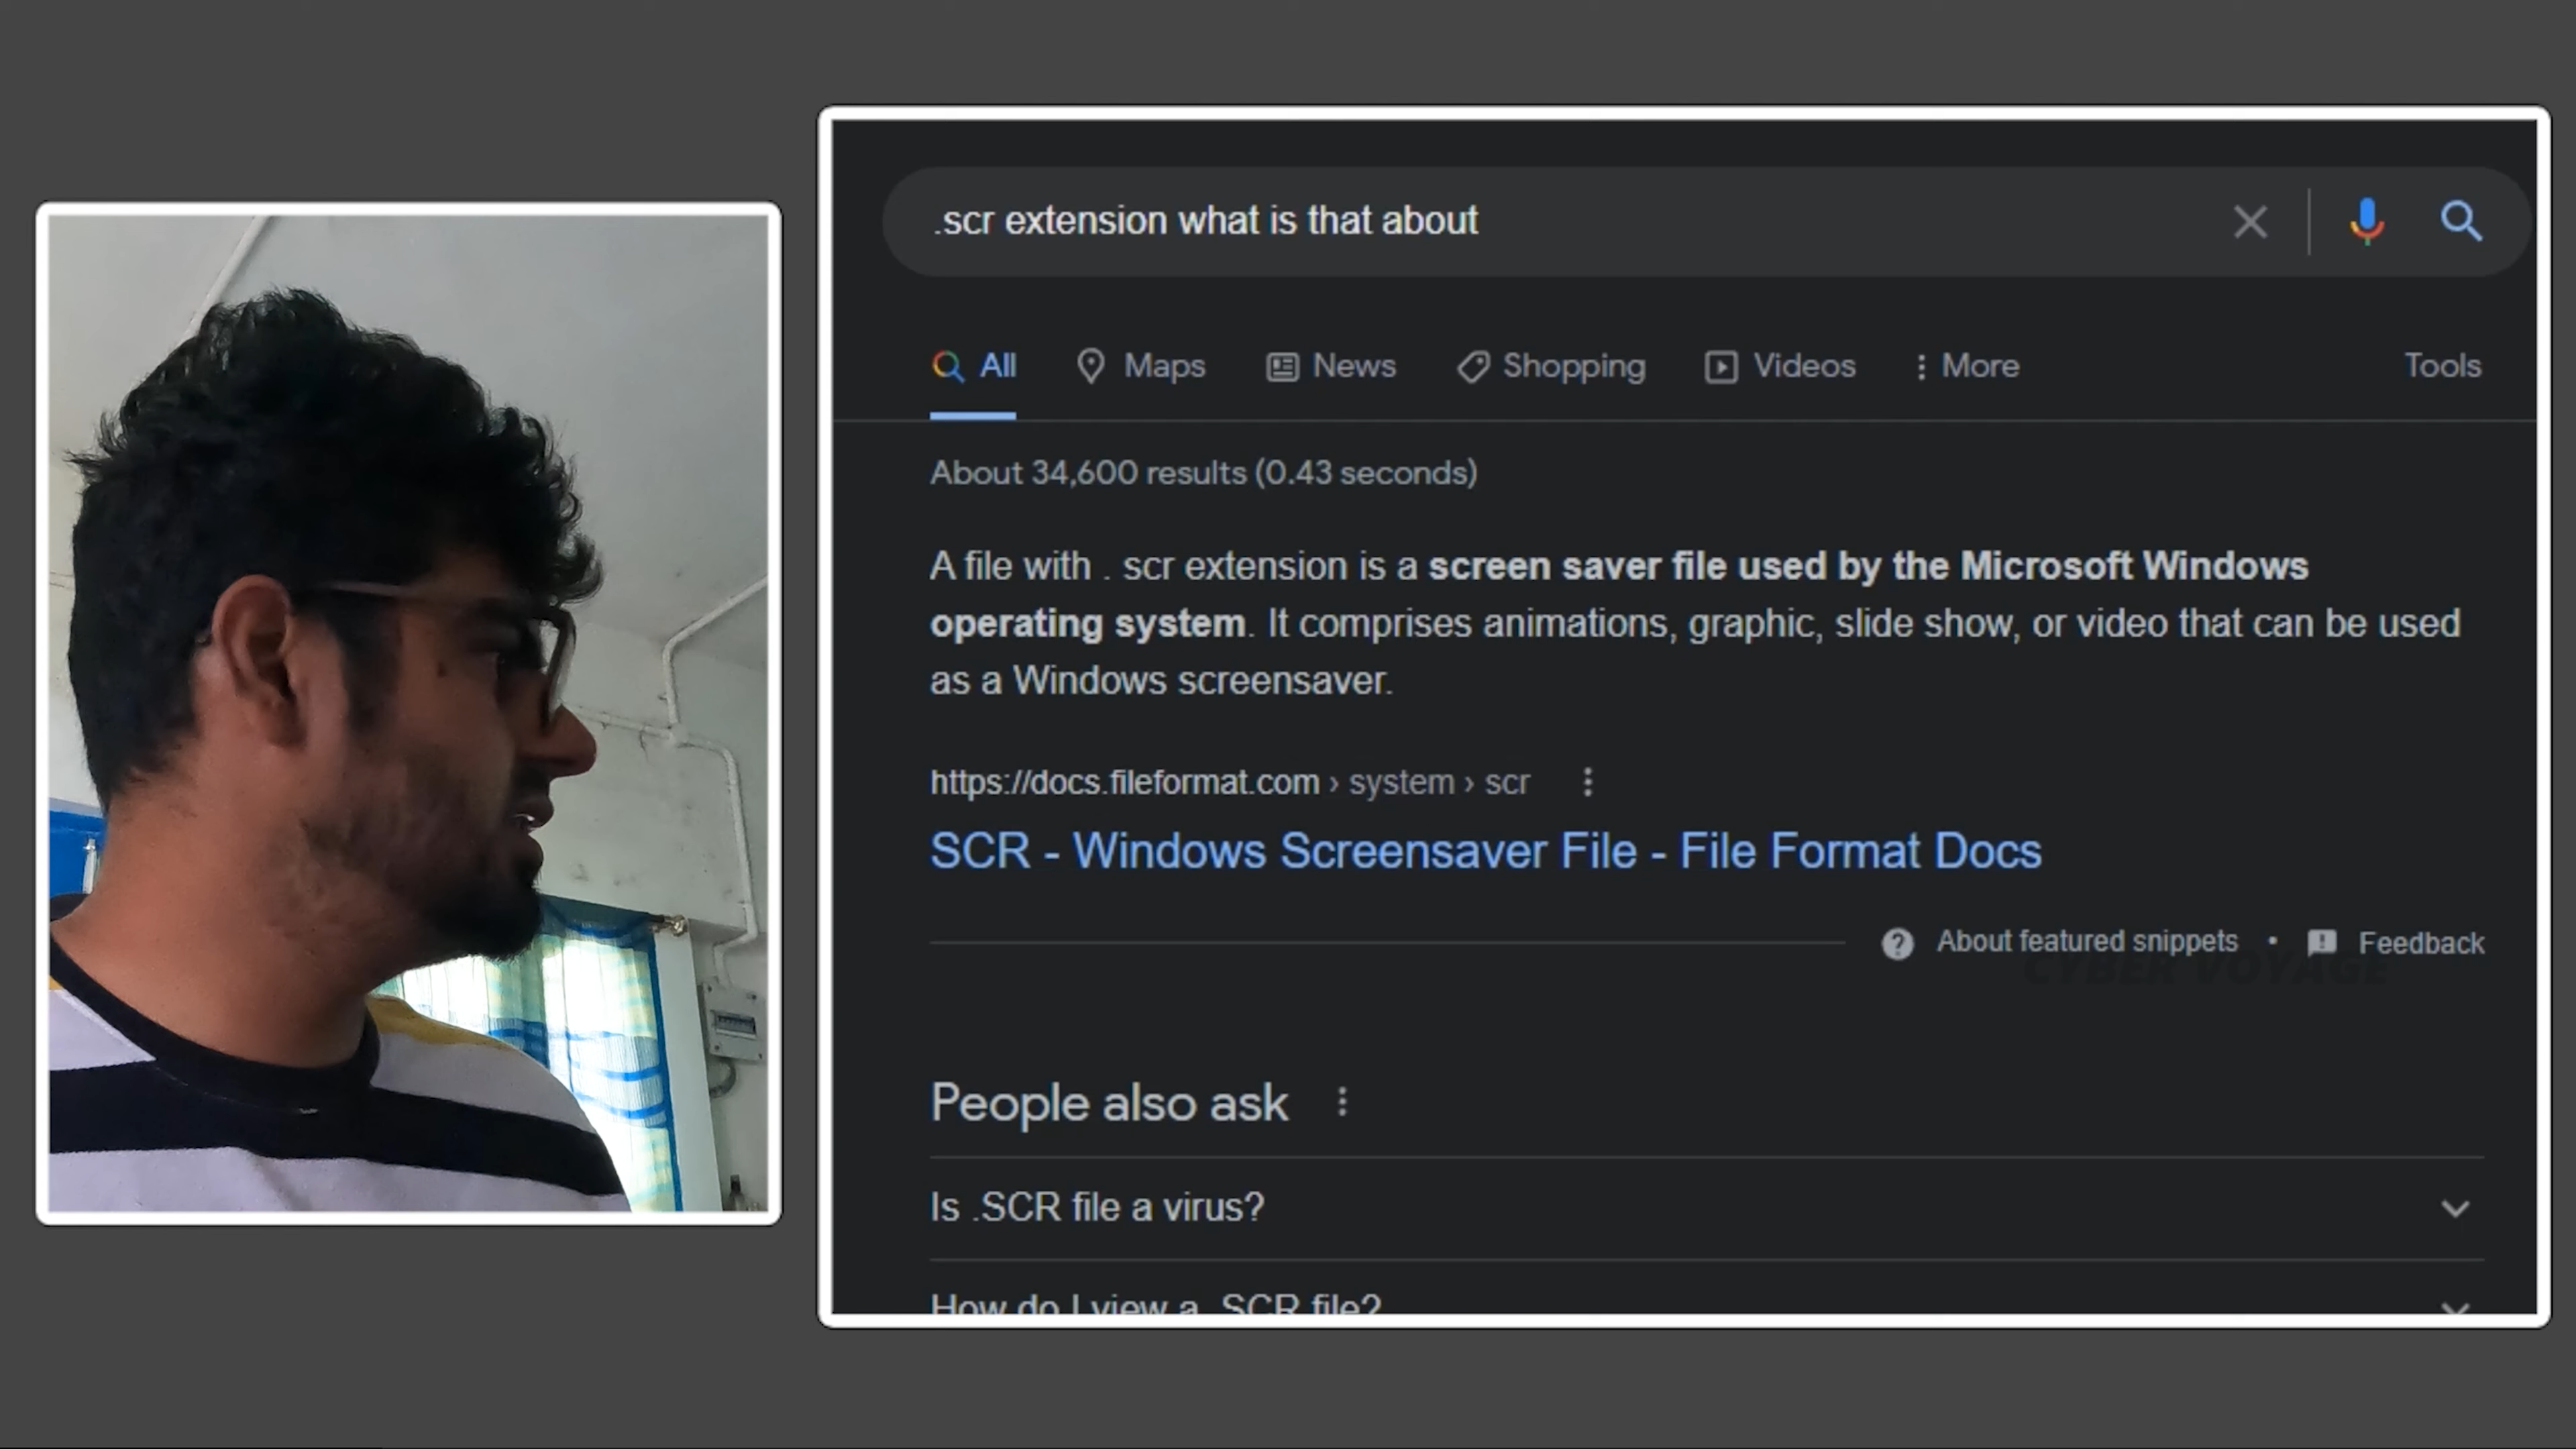 .scr extension what is that about
All Maps News Shopping Videos More Tools
About 34,600 results (0.43 seconds)
A file with . scr extension is a screen saver file used by the Microsoft Windows
operating system. It comprises animations, graphic, slide show, or video that can be used
as a Windows screensaver.
https://docs.fileformat.com › system › scr
SCR - Windows Screensaver File - File Format Docs
About featured snippets • Feedback
CYBER VOYAGE
People also ask
Is .SCR file a virus?
How do I view a .SCR file?